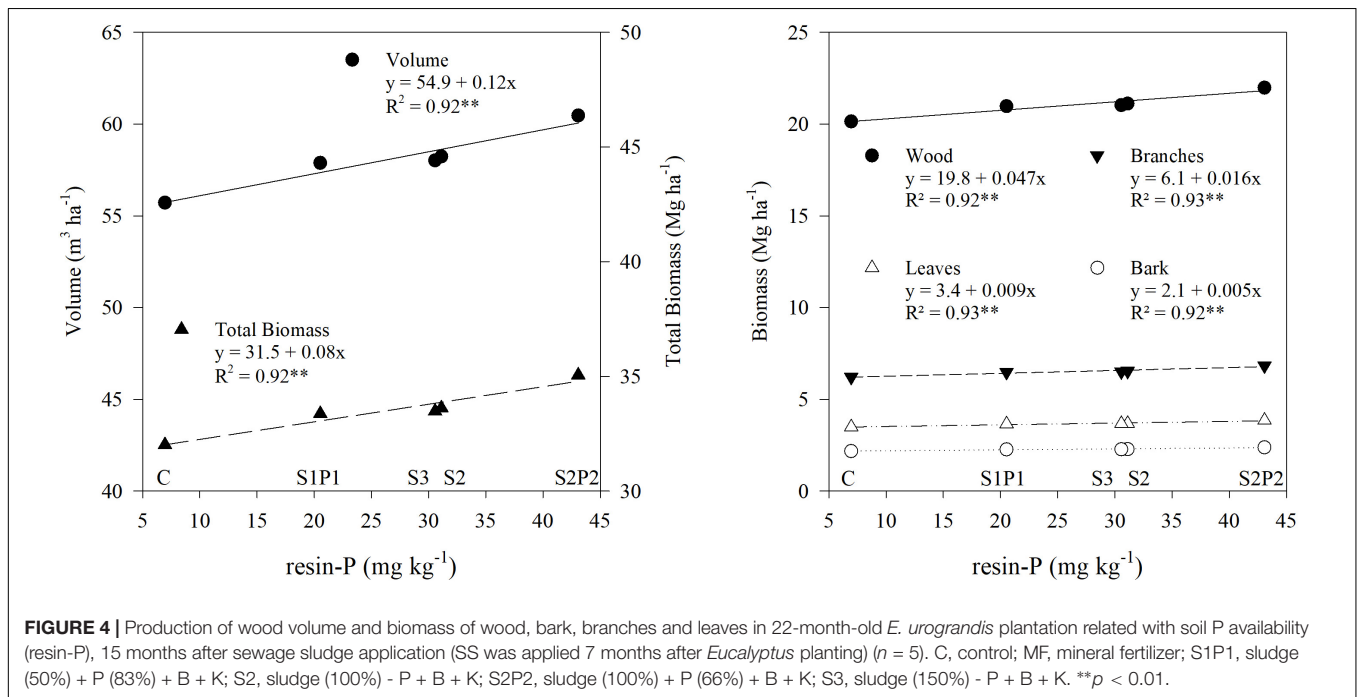 65
60
55
50
45
40
Volume (m³ ha⁻¹)
Volume
y = 54.9 + 0.12x
R² = 0.92**
Total Biomass
y = 31.5 + 0.08x
R² = 0.92**
C S1P1 S3 S2 S2P2
5 10 15 20 25 30 35 40 45
resin-P (mg kg⁻¹)
50
45
40
35
30
Total Biomass (Mg ha⁻¹)
25
20
15
10
5
0
Biomass (Mg ha⁻¹)
Wood
y = 19.8 + 0.047x
R² = 0.92**
Branches
y = 6.1 + 0.016x
R² = 0.93**
Leaves
y = 3.4 + 0.009x
R² = 0.93**
Bark
y = 2.1 + 0.005x
R² = 0.92**
C S1P1 S3 S2 S2P2
5 10 15 20 25 30 35 40 45
resin-P (mg kg⁻¹)
FIGURE 4 | Production of wood volume and biomass of wood, bark, branches and leaves in 22-month-old E. urograndis plantation related with soil P availability
(resin-P), 15 months after sewage sludge application (SS was applied 7 months after Eucalyptus planting) (n = 5). C, control; MF, mineral fertilizer; S1P1, sludge
(50%) + P (83%) + B + K; S2, sludge (100%) - P + B + K; S2P2, sludge (100%) + P (66%) + B + K; S3, sludge (150%) - P + B + K. **p < 0.01.